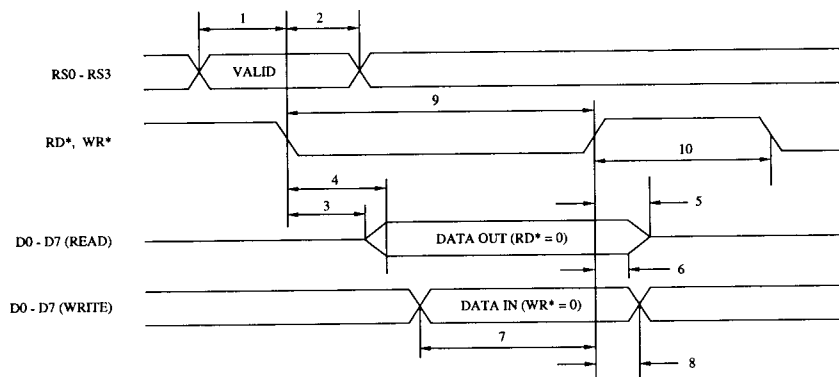 1 2
RS0 - RS3 VALID
9
RD*, WR*
10
4
3 5
D0 - D7 (READ) DATA OUT (RD* = 0)
6
D0 - D7 (WRITE) DATA IN (WR* = 0)
7
8